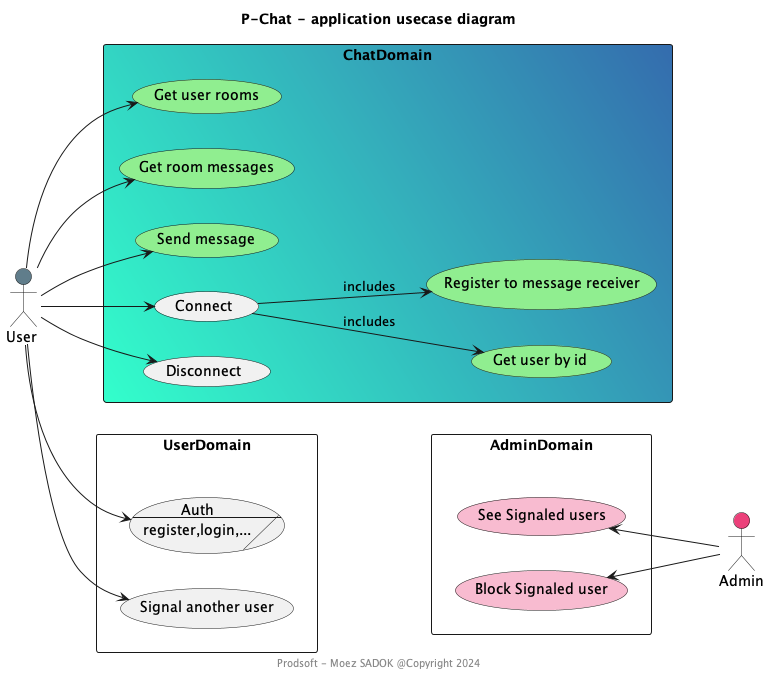 P-Chat - application usecase diagram
ChatDomain
Get user rooms
Get room messages
Send message
Connect
includes
Register to message receiver
includes
Get user by id
Disconnect
User
UserDomain
Auth
register,login,...
Signal another user
AdminDomain
See Signaled users
Block Signaled user
Admin
Prodsoft - Moez SADOK @Copyright 2024